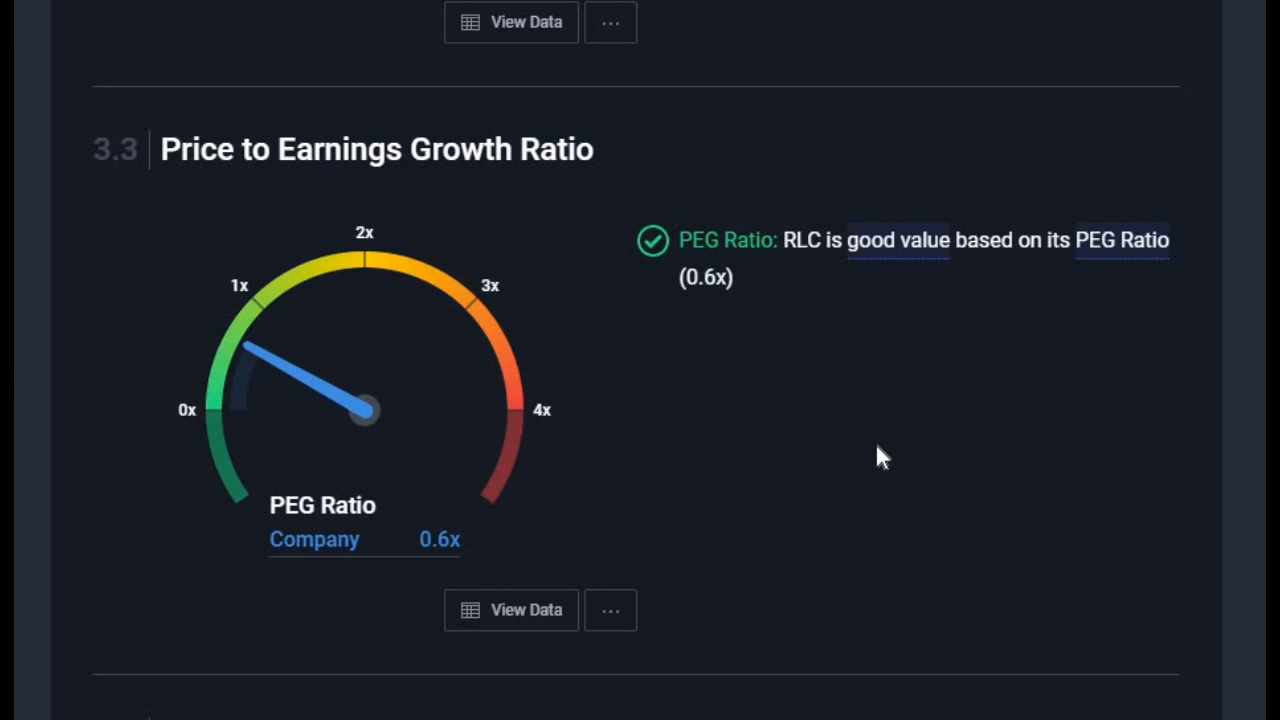 View Data ...
3.3 Price to Earnings Growth Ratio
2x
1x
3x
0x
4x
PEG Ratio
Company 0.6x
PEG Ratio: RLC is good value based on its PEG Ratio
(0.6x)
View Data ...